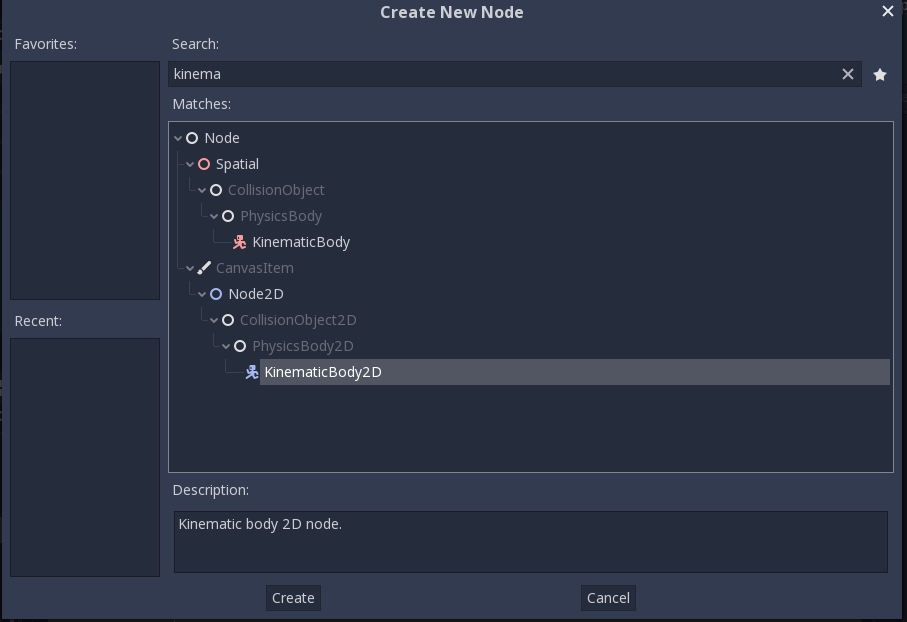 Create New Node
Favorites:
Search:
kinema
Matches:
Node
Spatial
CollisionObject
PhysicsBody
KinematicBody
CanvasItem
Node2D
CollisionObject2D
PhysicsBody2D
KinematicBody2D
Recent:
Description:
Kinematic body 2D node.
Create
Cancel